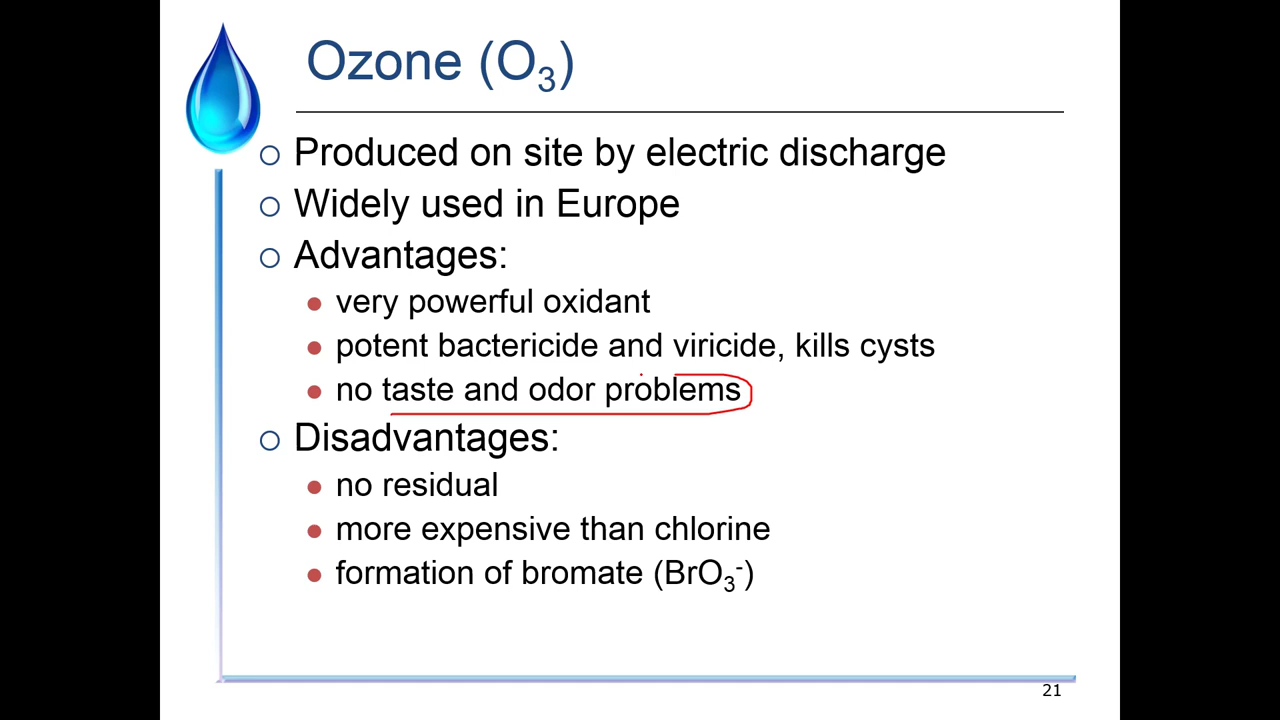 Ozone (O₃)
Produced on site by electric discharge
Widely used in Europe
Advantages:
very powerful oxidant
potent bactericide and viricide, kills cysts
no taste and odor problems
Disadvantages:
no residual
more expensive than chlorine
formation of bromate (BrO₃⁻)
21